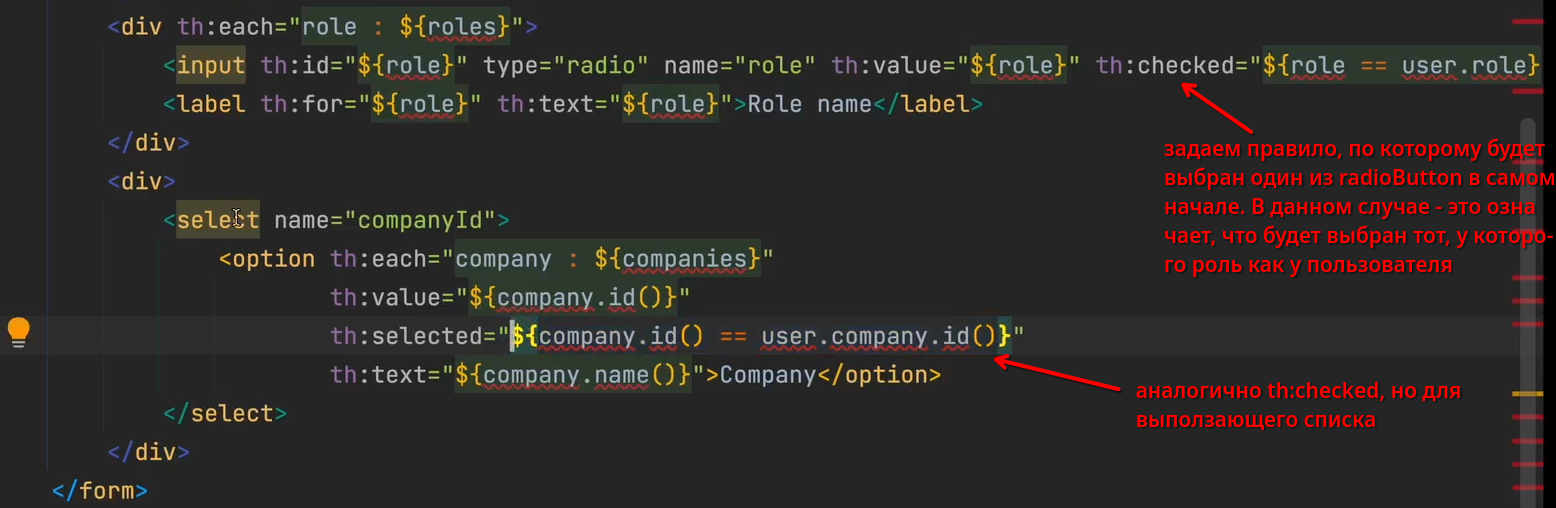 <div th:each="role : ${roles}">
<input th:id="${role}" type="radio" name="role" th:value="${role}" th:checked="${role == user.role}
<label th:for="${role}" th:text="${role}">Role name</label>
</div>
<div>
<select name="companyId">
<option th:each="company : ${companies}"
th:value="${company.id()}"
th:selected="${company.id() == user.company.id()}"
th:text="${company.name()}">Company</option>
</select>
</div>
</form>
задаем правило, по которому будет
выбран один из radioButton в самом
начале. В данном случае - это озна
чает, что будет выбран тот, у которо-
го роль как у пользователя
аналогично th:checked, но для
выползающего списка